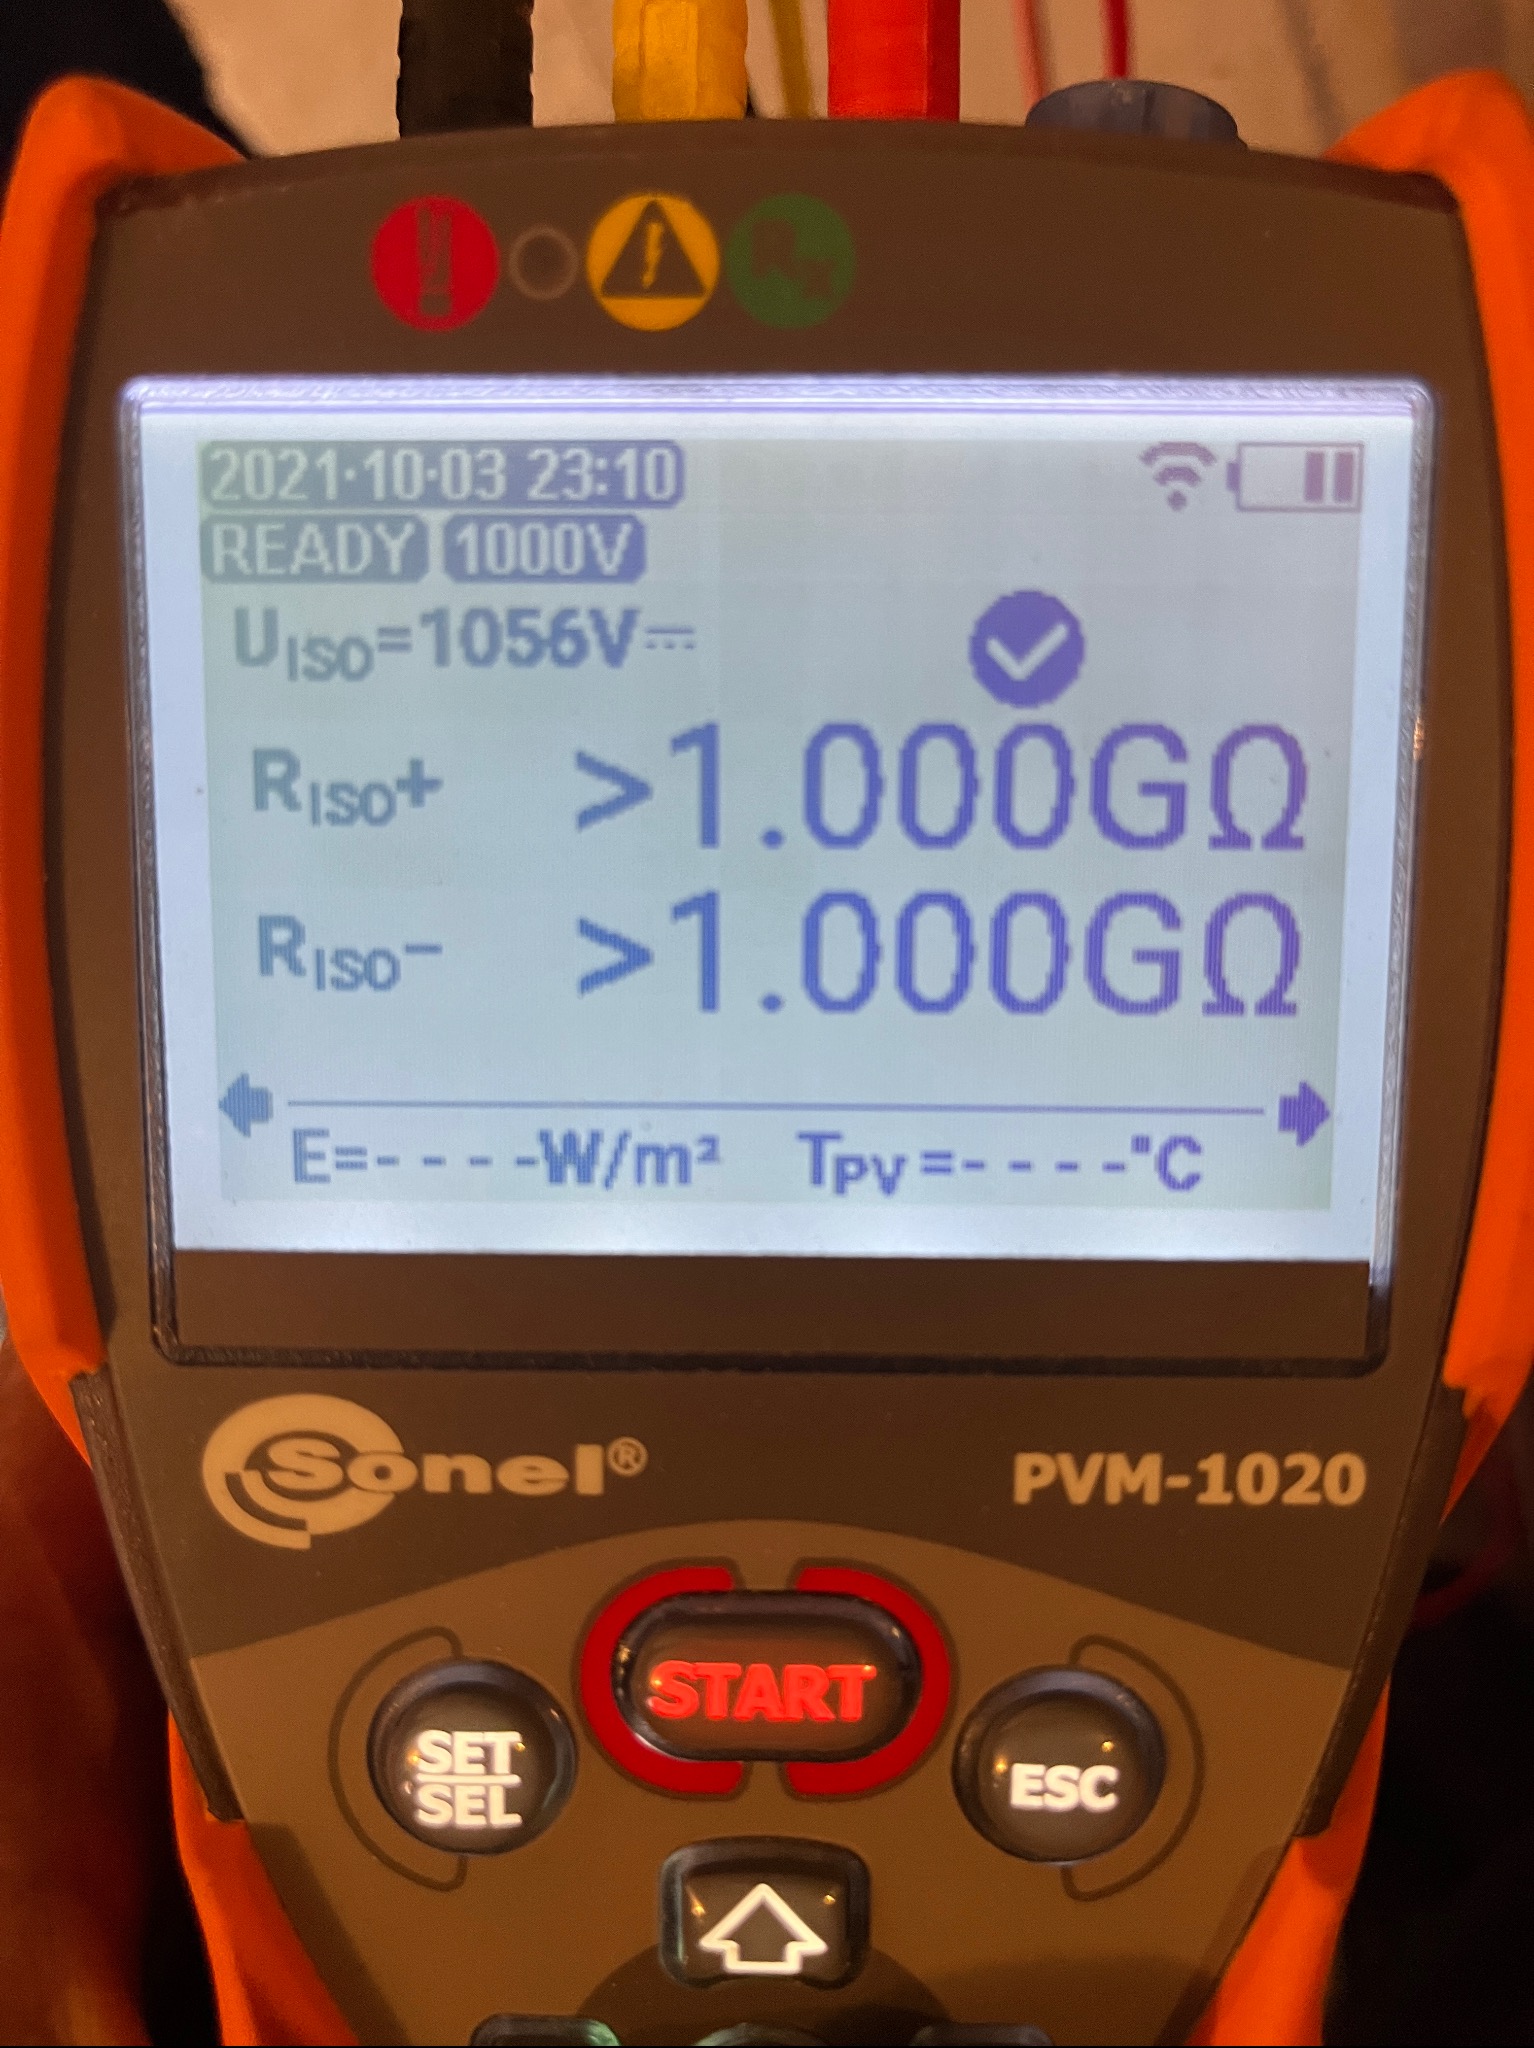 2021·10·03 23:10
READY 1000V
UISO=1056V
RISO+ >1.000GΩ
RISO- >1.000GΩ
E=----W/m² TPV=----°C
Sonel® PVM-1020
START
SET
SEL
ESC